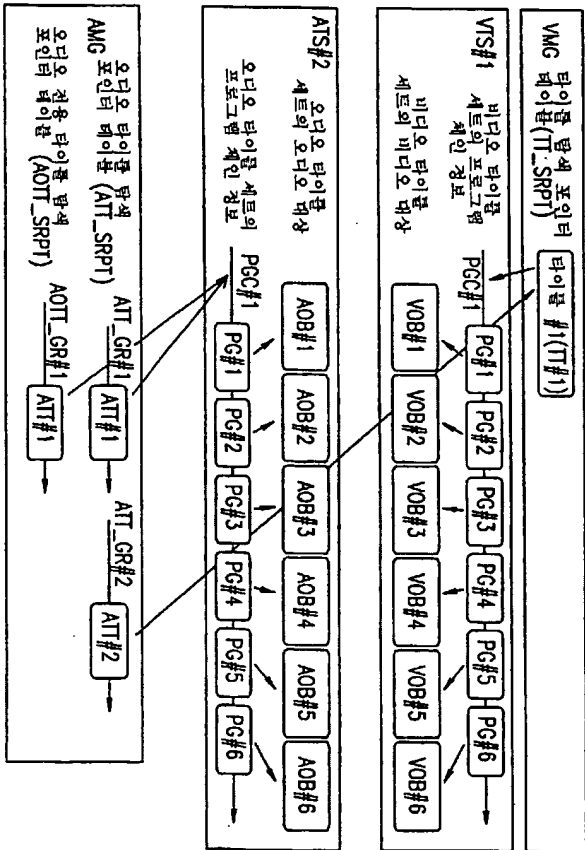 VMG
타이틀 탐색 포인터
테이블(TT_SRPT)
타이틀 #1(TT#1)
VTS#1
비디오 타이틀
세트의 프로그램
체인 정보
PGC#1
PG#1
PG#2
PG#3
PG#4
PG#5
PG#6
비디오 타이틀
세트의 비디오 대상
VOB#1
VOB#2
VOB#3
VOB#4
VOB#5
VOB#6
ATS#2
오디오 타이틀
세트의 오디오 대상
AOB#1
AOB#2
AOB#3
AOB#4
AOB#5
AOB#6
오디오 타이틀 세트의
프로그램 체인 정보
PGC#1
PG#1
PG#2
PG#3
PG#4
PG#5
PG#6
AMG
오디오 타이틀 탐색
포인터 테이블 (ATT_SRPT)
ATT_GR#1
ATT#1
ATT_GR#2
ATT#2
오디오 전용 타이틀 탐색
포인터 테이블 (AOTT_SRPT)
AOTT_GR#1
ATT#1